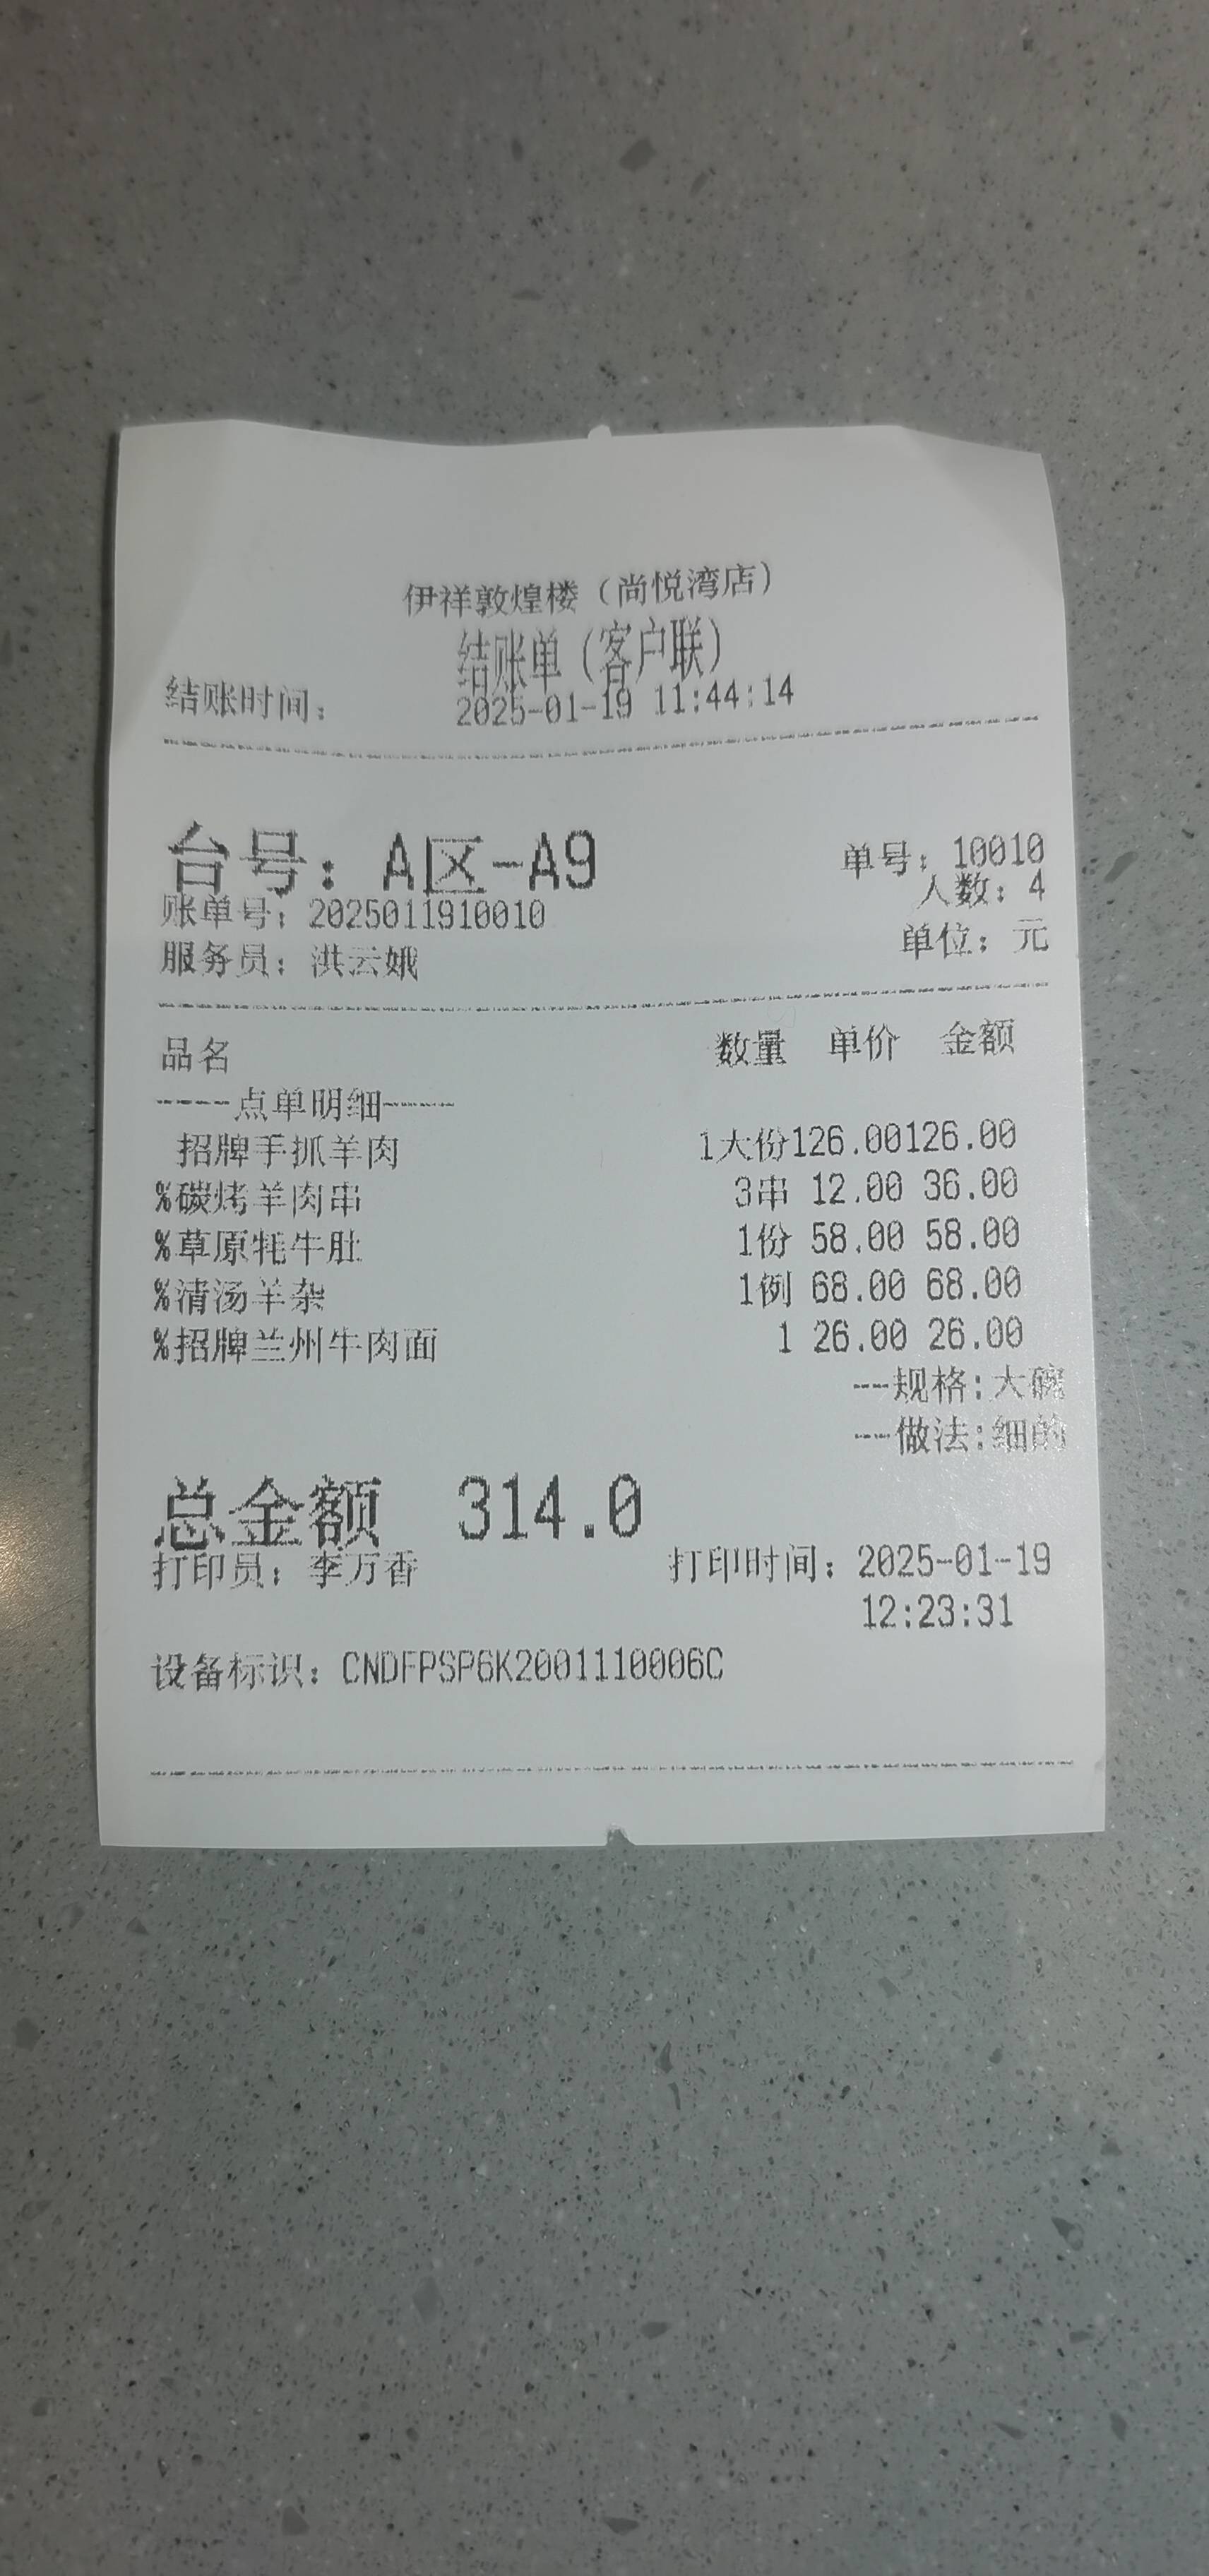 伊祥敦煌楼（尚悦湾店）
结账单（客户联）
结账时间： 2025-01-19 11:44:14
台号：A区-A9 单号：10010
人数：4
账单号：2025011910010
服务员：洪云娥 单位：元
品名 数量 单价 金额
----点单明细----
招牌手抓羊肉 1大份126.00126.00
%碳烤羊肉串 3串 12.00 36.00
%草原牦牛肚 1份 58.00 58.00
%清汤羊杂 1例 68.00 68.00
%招牌兰州牛肉面 1 26.00 26.00
--规格:大碗
--做法:细的
总金额 314.0
打印员：李万香 打印时间：2025-01-19
12:23:31
设备标识：CNDFPSP6K2001110006C